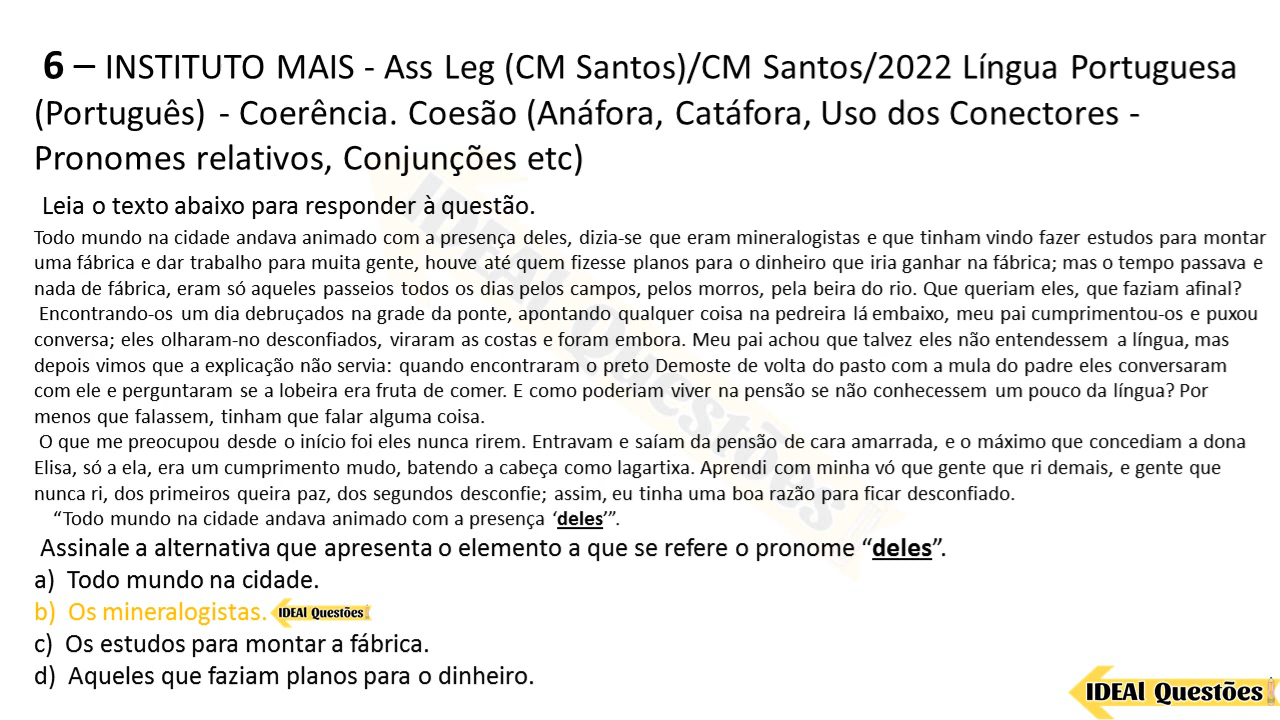 6 – INSTITUTO MAIS - Ass Leg (CM Santos)/CM Santos/2022 Língua Portuguesa
(Português) - Coerência. Coesão (Anáfora, Catáfora, Uso dos Conectores -
Pronomes relativos, Conjunções etc)
Leia o texto abaixo para responder à questão.
Todo mundo na cidade andava animado com a presença deles, dizia-se que eram mineralogistas e que tinham vindo fazer estudos para montar
uma fábrica e dar trabalho para muita gente, houve até quem fizesse planos para o dinheiro que iria ganhar na fábrica; mas o tempo passava e
nada de fábrica, eram só aqueles passeios todos os dias pelos campos, pelos morros, pela beira do rio. Que queriam eles, que faziam afinal?
Encontrando-os um dia debruçados na grade da ponte, apontando qualquer coisa na pedreira lá embaixo, meu pai cumprimentou-os e puxou
conversa; eles olharam-no desconfiados, viraram as costas e foram embora. Meu pai achou que talvez eles não entendessem a língua, mas
depois vimos que a explicação não servia: quando encontraram o preto Demoste de volta do pasto com a mula do padre eles conversaram
com ele e perguntaram se a lobeira era fruta de comer. E como poderiam viver na pensão se não conhecessem um pouco da língua? Por
menos que falassem, tinham que falar alguma coisa.
O que me preocupou desde o início foi eles nunca rirem. Entravam e saíam da pensão de cara amarrada, e o máximo que concediam a dona
Elisa, só a ela, era um cumprimento mudo, batendo a cabeça como lagartixa. Aprendi com minha vó que gente que ri demais, e gente que
nunca ri, dos primeiros queira paz, dos segundos desconfie; assim, eu tinha uma boa razão para ficar desconfiado.
“Todo mundo na cidade andava animado com a presença ‘deles’”.
Assinale a alternativa que apresenta o elemento a que se refere o pronome “deles”.
a) Todo mundo na cidade.
b) Os mineralogistas. IDEAl Questões
c) Os estudos para montar a fábrica.
d) Aqueles que faziam planos para o dinheiro.
IDEAl Questões
IDEAl Questões